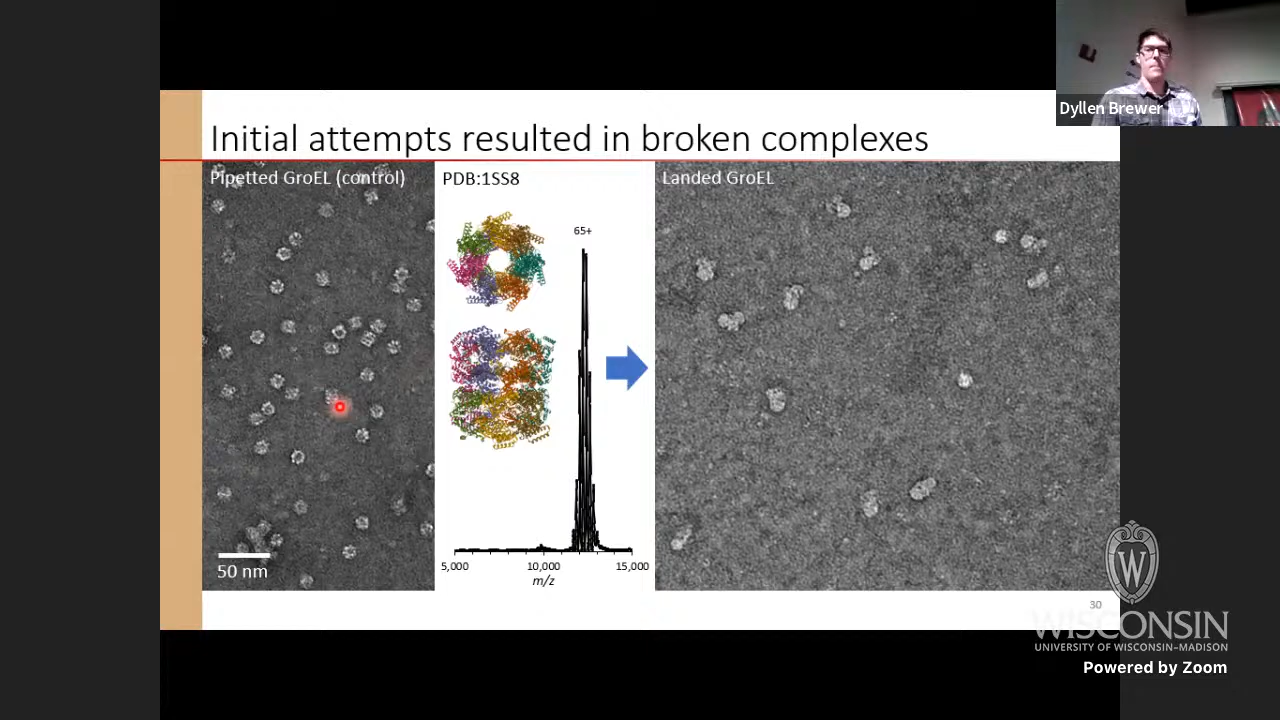 Dyllen Brewer
Initial attempts resulted in broken complexes
Pipetted GroEL (control)
PDB:1SS8
Landed GroEL
65+
50 nm
5,000
10,000
15,000
m/z
30
W
WISCONSIN
UNIVERSITY OF WISCONSIN–MADISON
Powered by Zoom